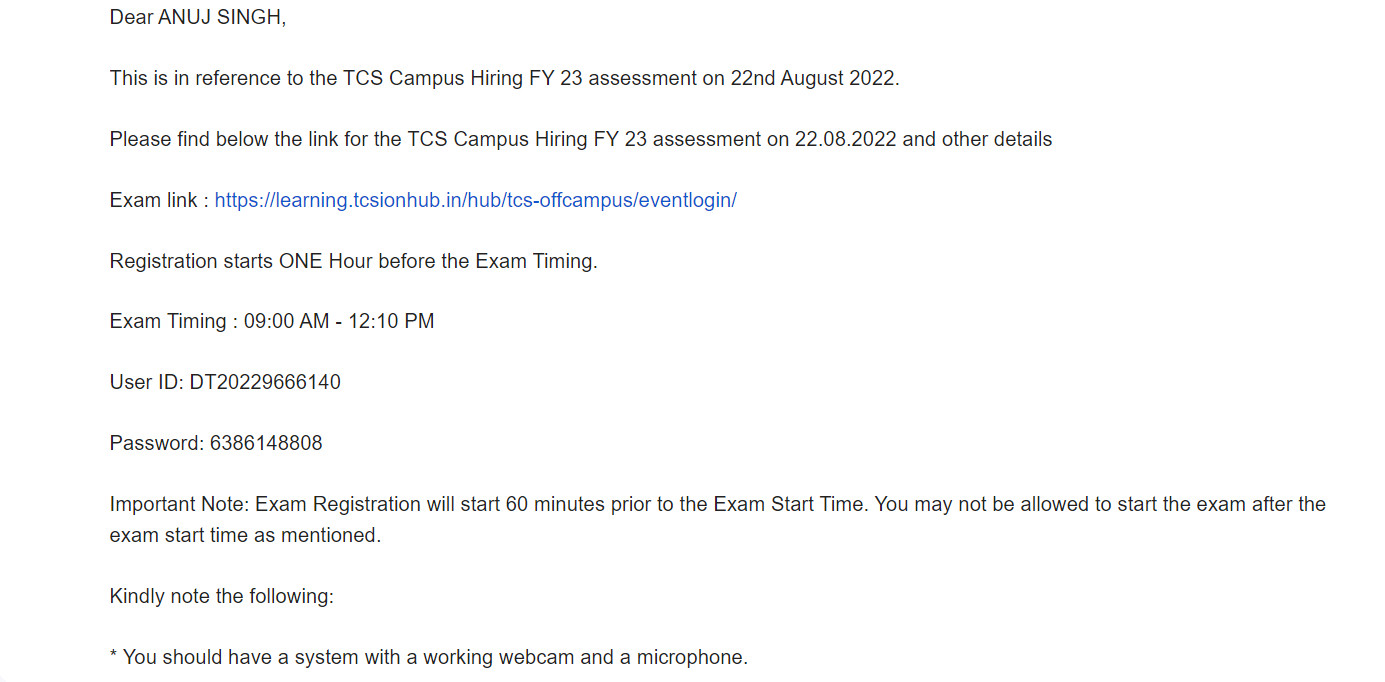 Dear ANUJ SINGH,
This is in reference to the TCS Campus Hiring FY 23 assessment on 22nd August 2022.
Please find below the link for the TCS Campus Hiring FY 23 assessment on 22.08.2022 and other details
Exam link : https://learning.tcsionhub.in/hub/tcs-offcampus/eventlogin/
Registration starts ONE Hour before the Exam Timing.
Exam Timing : 09:00 AM - 12:10 PM
User ID: DT20229666140
Password: 6386148808
Important Note: Exam Registration will start 60 minutes prior to the Exam Start Time. You may not be allowed to start the exam after the
exam start time as mentioned.
Kindly note the following:
* You should have a system with a working webcam and a microphone.